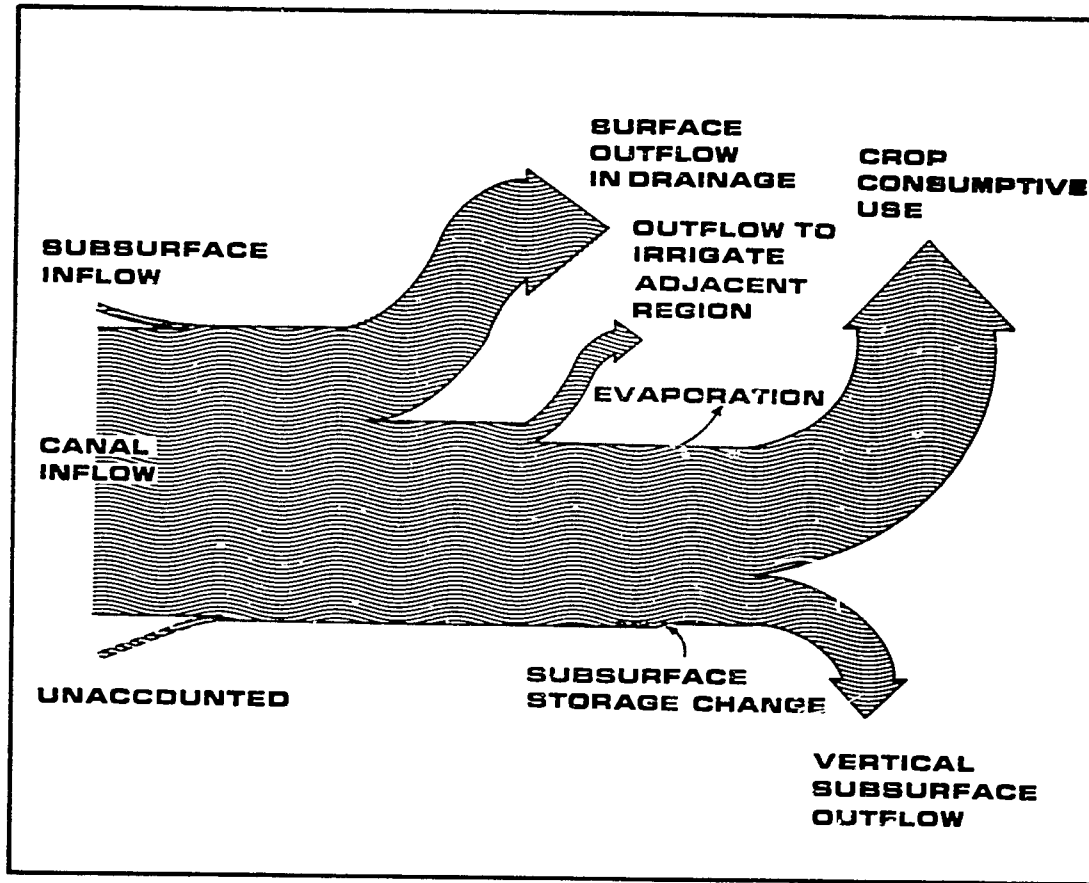 SURFACE
OUTFLOW
IN DRAINAGE
CROP
CONSUMPTIVE
USE
OUTFLOW TO
IRRIGATE
ADJACENT
REGION
SUBSURFACE
INFLOW
EVAPORATION
CANAL
INFLOW
SUBSURFACE
STORAGE CHANGE
UNACCOUNTED
VERTICAL
SUBSURFACE
OUTFLOW